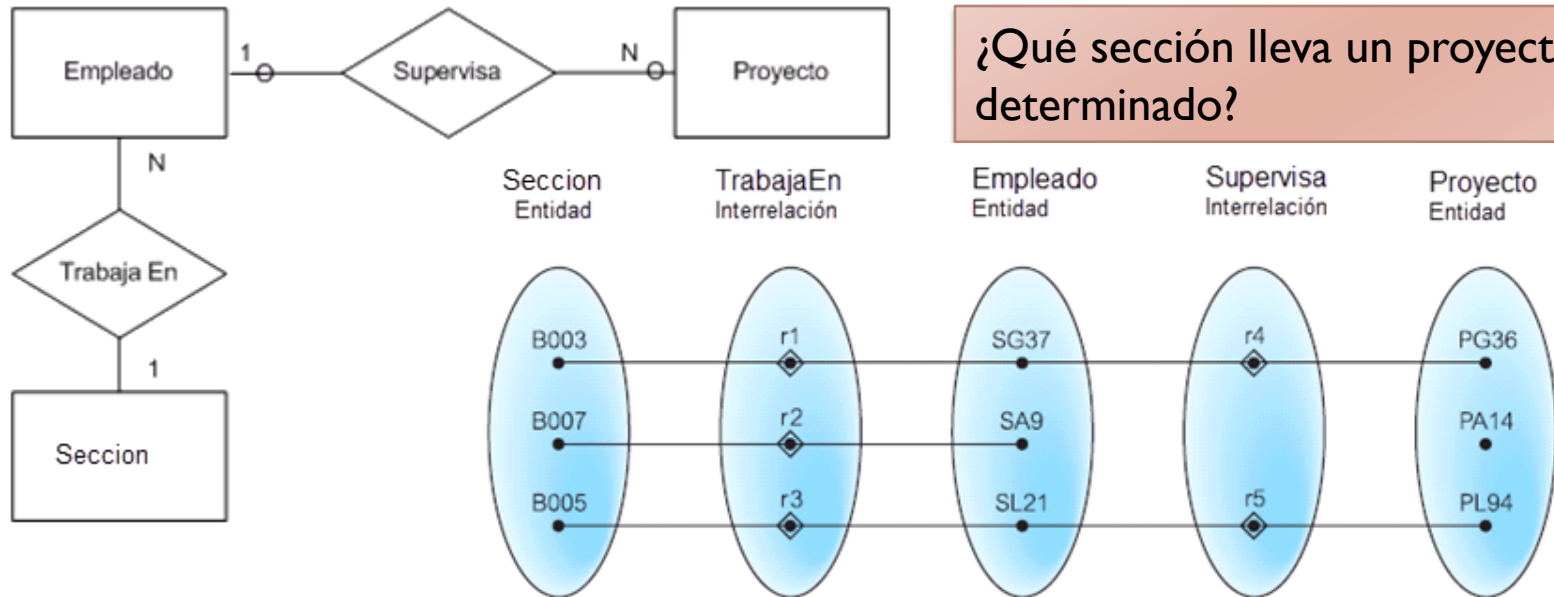 Empleado
1
Supervisa
N
Proyecto
¿Qué sección lleva un proyect
determinado?
N
Trabaja En
1
Seccion
Seccion
Entidad
TrabajaEn
Interrelación
Empleado
Entidad
Supervisa
Interrelación
Proyecto
Entidad
B003
r1
SG37
r4
PG36
B007
r2
SA9
PA14
B005
r3
SL21
r5
PL94